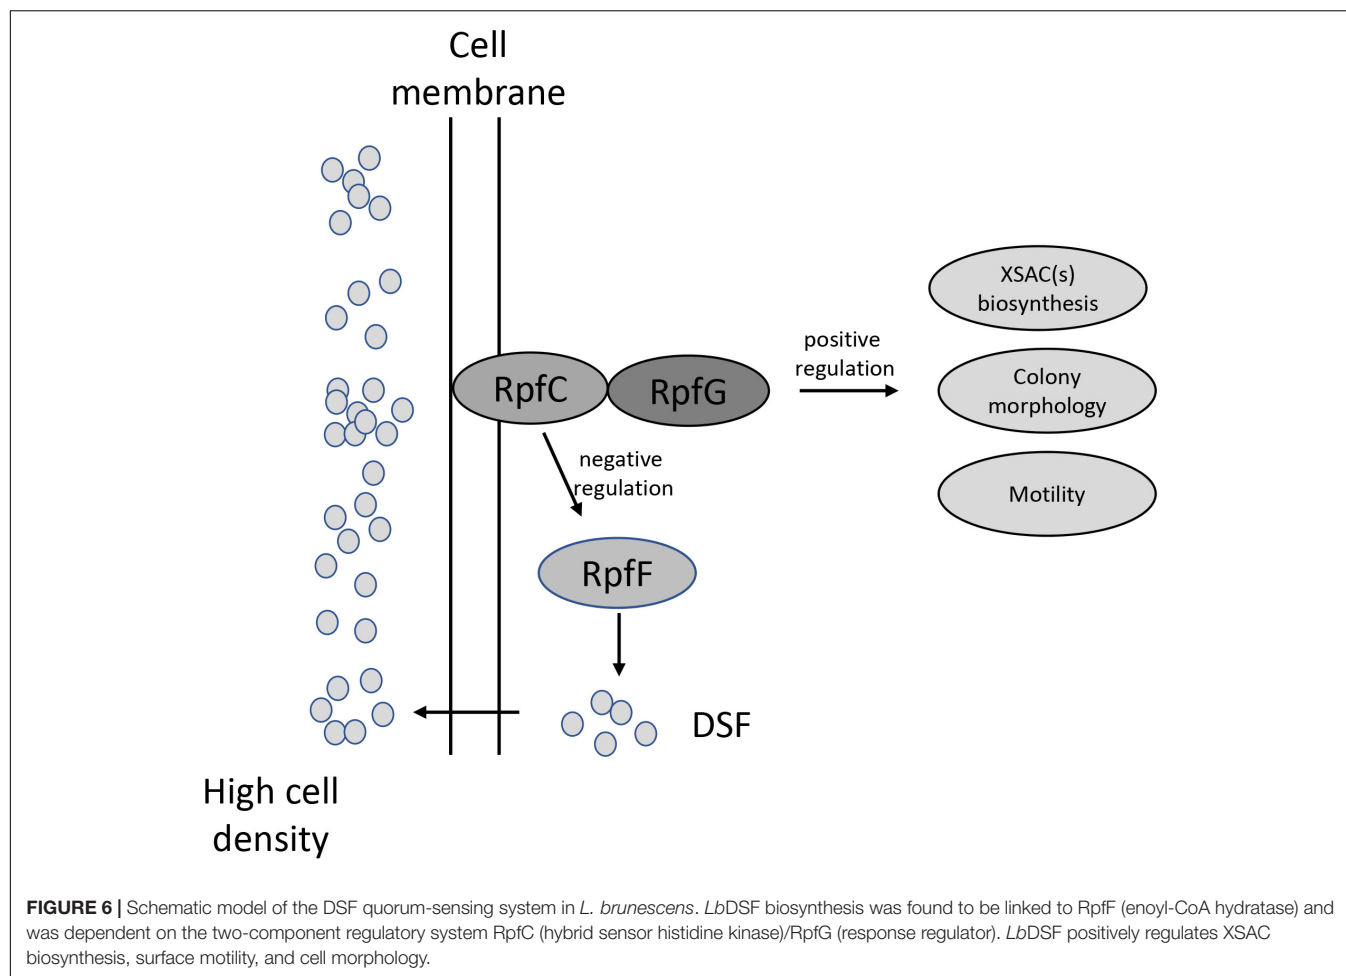 Cell
membrane
XSAC(s)
biosynthesis
positive
regulation
RpfC
RpfG
Colony
morphology
negative
regulation
Motility
RpfF
DSF
High cell
density
FIGURE 6 | Schematic model of the DSF quorum-sensing system in L. brunescens. LbDSF biosynthesis was found to be linked to RpfF (enoyl-CoA hydratase) and
was dependent on the two-component regulatory system RpfC (hybrid sensor histidine kinase)/RpfG (response regulator). LbDSF positively regulates XSAC
biosynthesis, surface motility, and cell morphology.